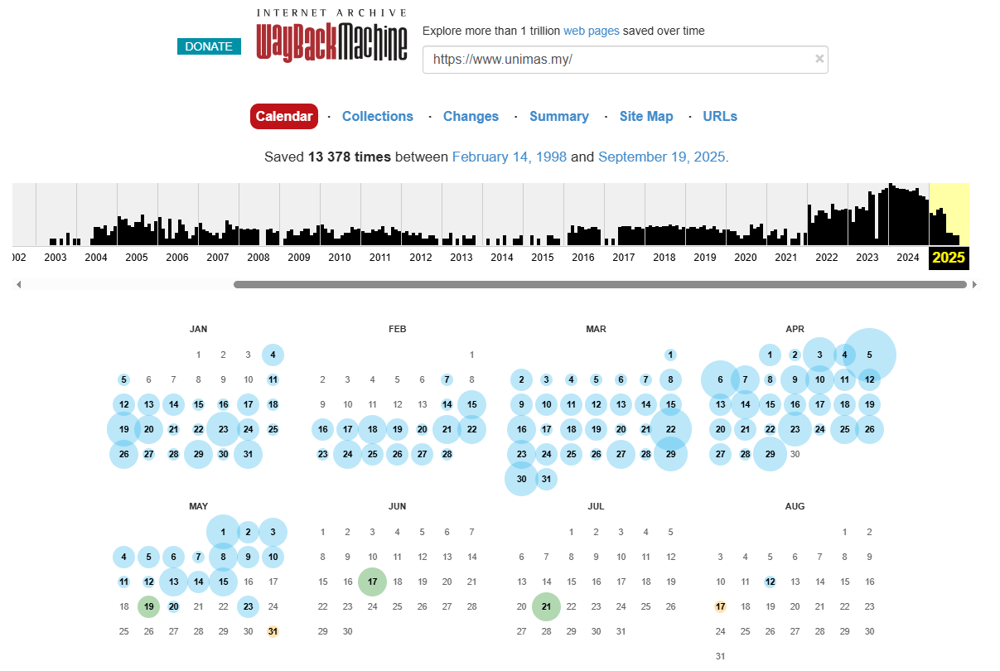 INTERNET ARCHIVE
WayBackMachine
DONATE
Explore more than 1 trillion web pages saved over time
https://www.unimas.my/ ×
Calendar · Collections · Changes · Summary · Site Map · URLs
Saved 13 378 times between February 14, 1998 and September 19, 2025.
02 2003 2004 2005 2006 2007 2008 2009 2010 2011 2012 2013 2014 2015 2016 2017 2018 2019 2020 2021 2022 2023 2024 2025
JAN FEB MAR APR
1 2 3 4 1 1 1 2 3 4 5
5 6 7 8 9 10 11 2 3 4 5 6 7 8 2 3 4 5 6 7 8 6 7 8 9 10 11 12
12 13 14 15 16 17 18 9 10 11 12 13 14 15 9 10 11 12 13 14 15 13 14 15 16 17 18 19
19 20 21 22 23 24 25 16 17 18 19 20 21 22 16 17 18 19 20 21 22 20 21 22 23 24 25 26
26 27 28 29 30 31 23 24 25 26 27 28 23 24 25 26 27 28 29 27 28 29 30
30 31
MAY JUN JUL AUG
1 2 3 1 2 3 4 5 6 7 1 2 3 4 5 1 2
4 5 6 7 8 9 10 8 9 10 11 12 13 14 6 7 8 9 10 11 12 3 4 5 6 7 8 9
11 12 13 14 15 16 17 15 16 17 18 19 20 21 13 14 15 16 17 18 19 10 11 12 13 14 15 16
18 19 20 21 22 23 24 22 23 24 25 26 27 28 20 21 22 23 24 25 26 17 18 19 20 21 22 23
25 26 27 28 29 30 31 29 30 27 28 29 30 31 24 25 26 27 28 29 30
31